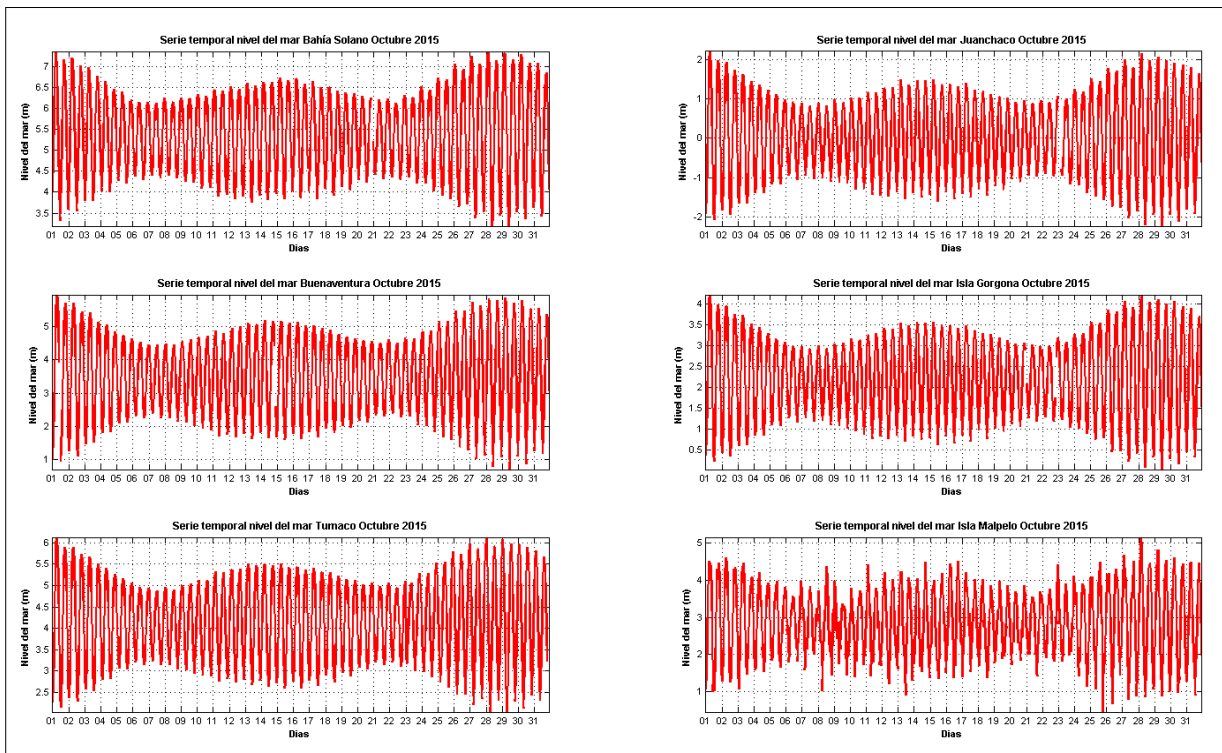 Serie temporal nivel del mar Bahía Solano Octubre 2015
Nivel del mar (m)
7
6.5
6
5.5
5
4.5
4
3.5
01 02 03 04 05 06 07 08 09 10 11 12 13 14 15 16 17 18 19 20 21 22 23 24 25 26 27 28 29 30 31
Dias
Serie temporal nivel del mar Juanchaco Octubre 2015
Nivel del mar (m)
2
1
0
-1
-2
01 02 03 04 05 06 07 08 09 10 11 12 13 14 15 16 17 18 19 20 21 22 23 24 25 26 27 28 29 30 31
Dias
Serie temporal nivel del mar Buenaventura Octubre 2015
Nivel del mar (m)
5
4
3
2
1
01 02 03 04 05 06 07 08 09 10 11 12 13 14 15 16 17 18 19 20 21 22 23 24 25 26 27 28 29 30 31
Dias
Serie temporal nivel del mar Isla Gorgona Octubre 2015
Nivel del mar (m)
4
3.5
3
2.5
2
1.5
1
0.5
01 02 03 04 05 06 07 08 09 10 11 12 13 14 15 16 17 18 19 20 21 22 23 24 25 26 27 28 29 30 31
Dias
Serie temporal nivel del mar Tumaco Octubre 2015
Nivel del mar (m)
6
5.5
5
4.5
4
3.5
3
2.5
01 02 03 04 05 06 07 08 09 10 11 12 13 14 15 16 17 18 19 20 21 22 23 24 25 26 27 28 29 30 31
Dias
Serie temporal nivel del mar Isla Malpelo Octubre 2015
Nivel del mar (m)
5
4
3
2
1
01 02 03 04 05 06 07 08 09 10 11 12 13 14 15 16 17 18 19 20 21 22 23 24 25 26 27 28 29 30 31
Dias